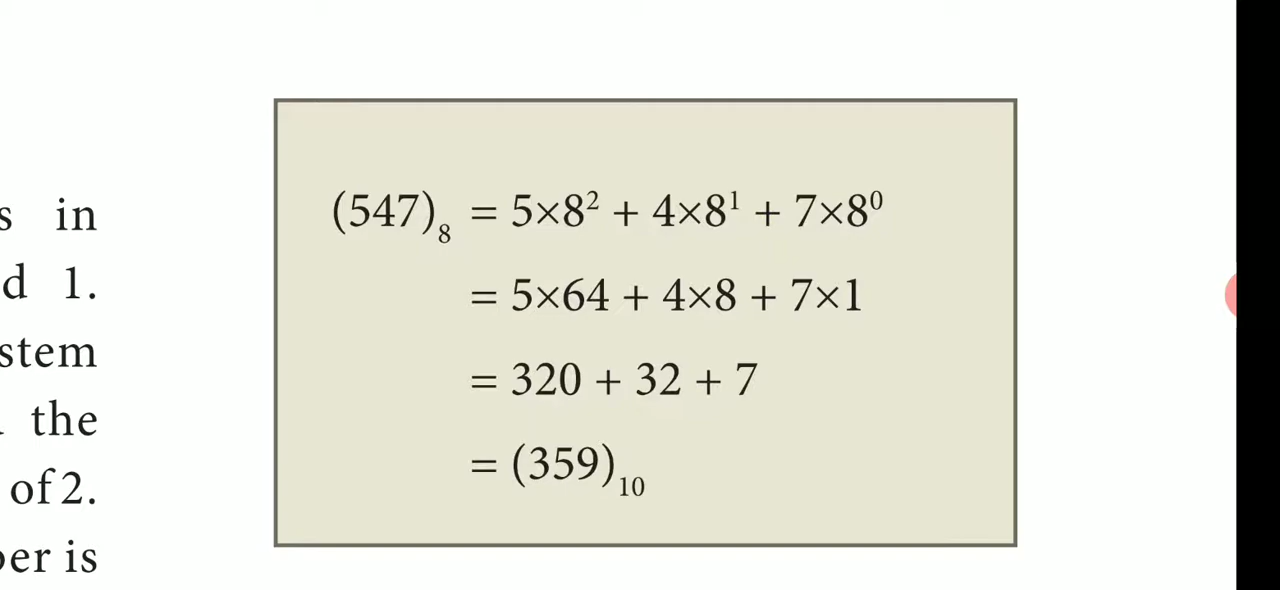 s in
d 1.
stem
the
of 2.
per is
(547)₈ = 5×8² + 4×8¹ + 7×8⁰
= 5×64 + 4×8 + 7×1
= 320 + 32 + 7
= (359)₁₀